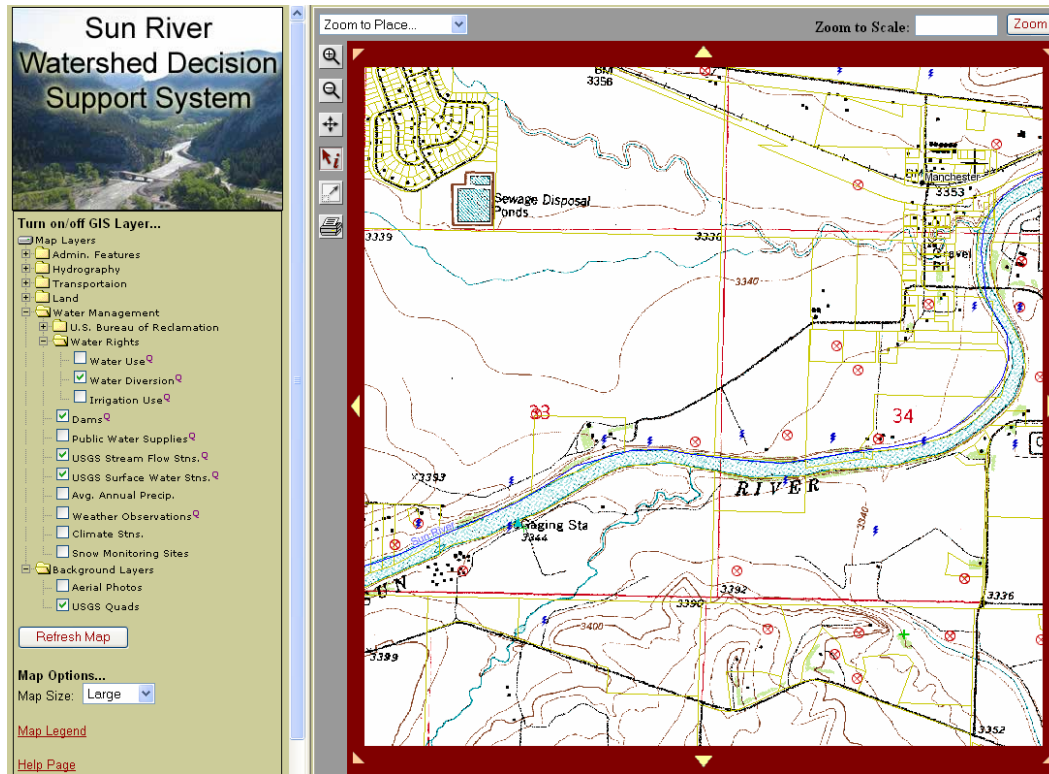 Sun River
Watershed Decision
Support System
Turn on/off GIS Layer...
Map Layers
Admin. Features
Hydrography
Transportaion
Land
Water Management
U.S. Bureau of Reclamation
Water Rights
Water Use Q
Water Diversion Q
Irrigation Use Q
Dams Q
Public Water Supplies Q
USGS Stream Flow Stns. Q
USGS Surface Water Stns. Q
Avg. Annual Precip.
Weather Observations Q
Climate Stns.
Snow Monitoring Sites
Background Layers
Aerial Photos
USGS Quads
Refresh Map
Map Options...
Map Size: Large
Map Legend
Help Page
Zoom to Place...
Zoom to Scale:
Zoom
BM
3356
Manchester
3353
Sewage Disposal
Ponds
3339
3336
Gravel
Pit
3340
33
34
3393
RIVER
3340
Gaging Sta
3344
Sun River
SUN
3392
3390
3336
3400
3399
3352